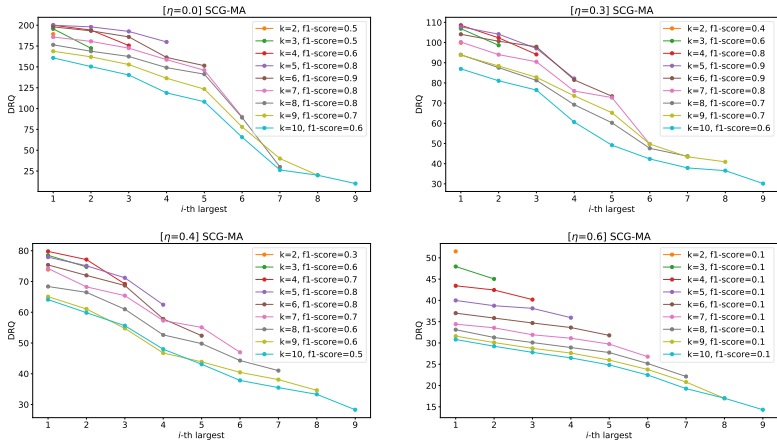 [η=0.0] SCG-MA
DRQ
200
175
150
125
100
75
50
25
1 2 3 4 5 6 7 8 9
i-th largest
k=2, f1-score=0.5
k=3, f1-score=0.5
k=4, f1-score=0.6
k=5, f1-score=0.8
k=6, f1-score=0.9
k=7, f1-score=0.8
k=8, f1-score=0.8
k=9, f1-score=0.7
k=10, f1-score=0.6
[η=0.3] SCG-MA
DRQ
110
100
90
80
70
60
50
40
30
1 2 3 4 5 6 7 8 9
i-th largest
k=2, f1-score=0.4
k=3, f1-score=0.6
k=4, f1-score=0.8
k=5, f1-score=0.9
k=6, f1-score=0.9
k=7, f1-score=0.8
k=8, f1-score=0.7
k=9, f1-score=0.7
k=10, f1-score=0.6
[η=0.4] SCG-MA
DRQ
80
70
60
50
40
30
1 2 3 4 5 6 7 8 9
i-th largest
k=2, f1-score=0.3
k=3, f1-score=0.6
k=4, f1-score=0.7
k=5, f1-score=0.8
k=6, f1-score=0.8
k=7, f1-score=0.7
k=8, f1-score=0.6
k=9, f1-score=0.6
k=10, f1-score=0.5
[η=0.6] SCG-MA
DRQ
50
45
40
35
30
25
20
15
1 2 3 4 5 6 7 8 9
i-th largest
k=2, f1-score=0.1
k=3, f1-score=0.1
k=4, f1-score=0.1
k=5, f1-score=0.1
k=6, f1-score=0.1
k=7, f1-score=0.1
k=8, f1-score=0.1
k=9, f1-score=0.1
k=10, f1-score=0.1